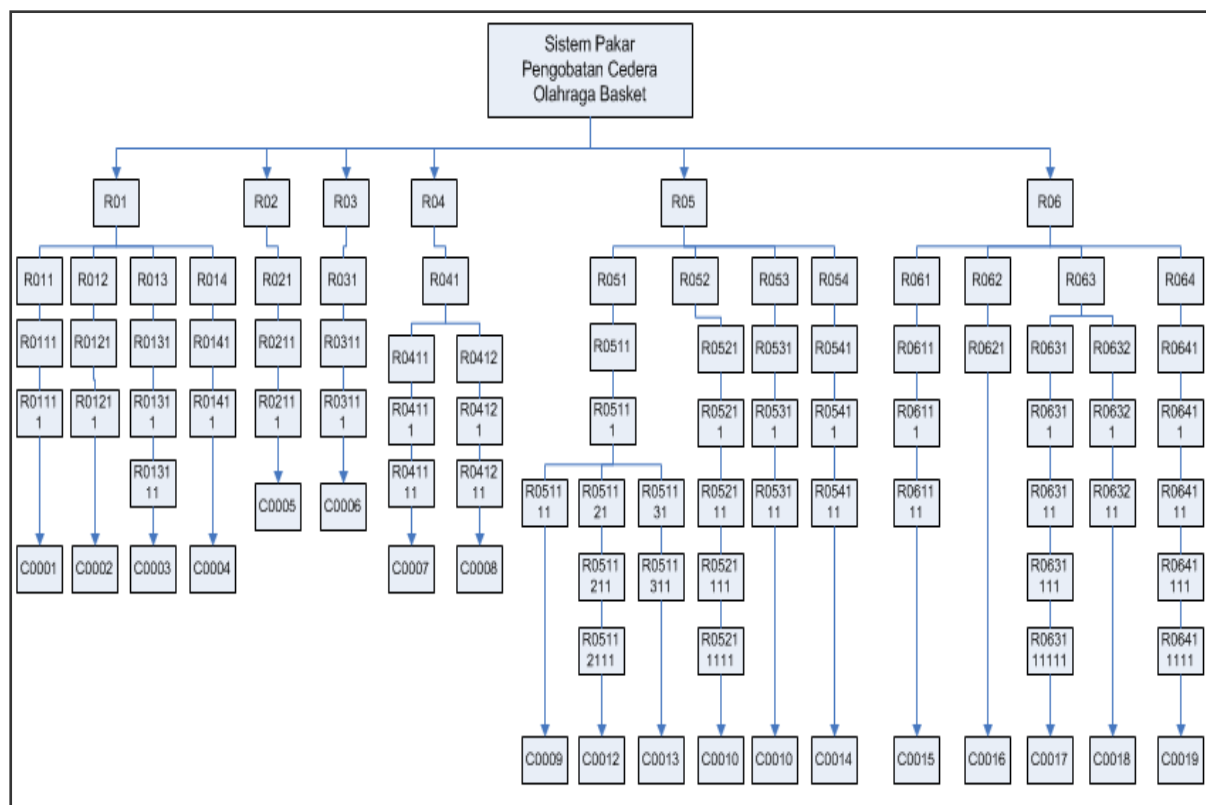 Sistem Pakar
Pengobatan Cedera
Olahraga Basket
R01
R02
R03
R04
R05
R06
R011
R012
R013
R014
R021
R031
R041
R051
R052
R053
R054
R061
R062
R063
R064
R0111
R0121
R0131
R0141
R0211
R0311
R0411
R0412
R0511
R0521
R0531
R0541
R0611
R0621
R0631
R0632
R0641
R0111
1
R0121
1
R0131
1
R0141
1
R0211
1
R0311
1
R0411
1
R0412
1
R0511
1
R0521
1
R0531
1
R0541
1
R0611
1
R0631
1
R0632
1
R0641
1
R0131
11
R0411
11
R0412
11
R0511
11
R0511
21
R0511
31
R0521
11
R0531
11
R0541
11
R0611
11
R0631
11
R0632
11
R0641
11
C0005
C0006
C0001
C0002
C0003
C0004
C0007
C0008
R0511
211
R0511
311
R0521
111
R0631
111
R0641
111
R0511
2111
R0521
1111
R0631
11111
R0641
1111
C0009
C0012
C0013
C0010
C0010
C0014
C0015
C0016
C0017
C0018
C0019